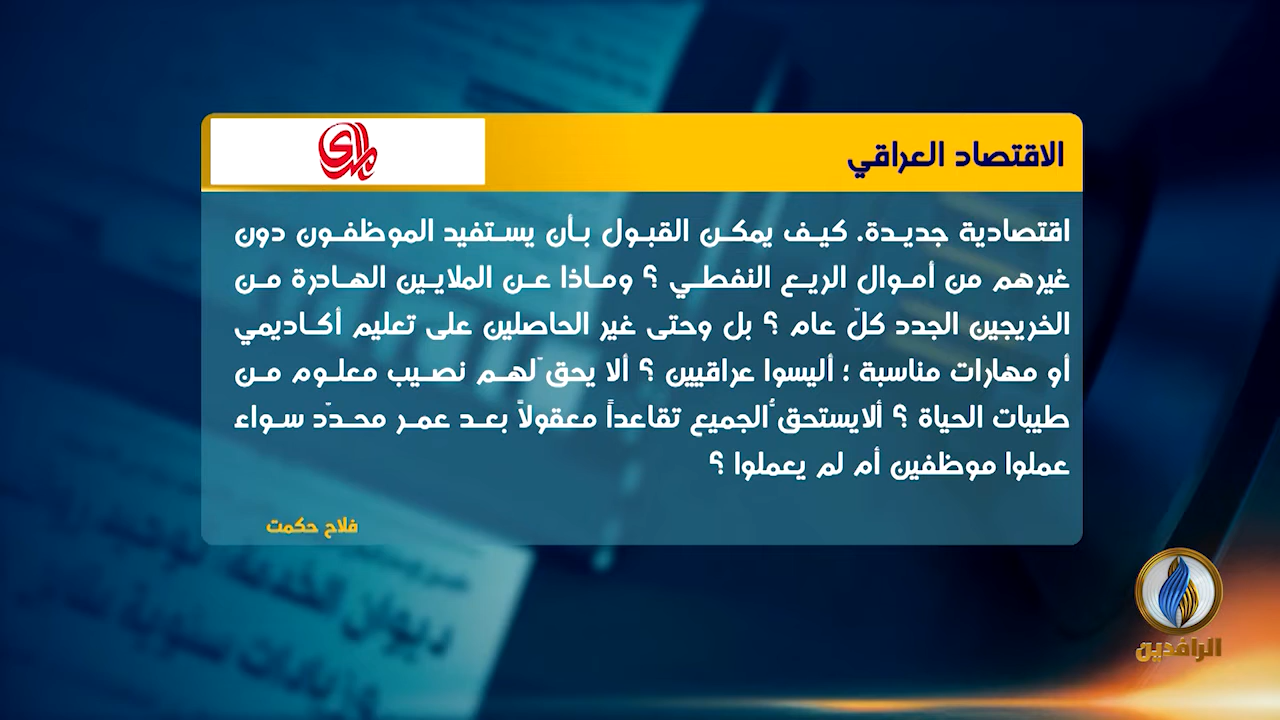 الاقتصاد العراقي
المدى
اقتصادية جديدة. كيف يمكن القبول بأن يستفيد الموظفون دون
غيرهم من أموال الريع النفطي ؟ وماذا عن الملايين الهادرة من
الخريجين الجدد كلّ عام ؟ بل وحتى غير الحاصلين على تعليم أكاديمي
أو مهارات مناسبة ؛ أليسوا عراقيين ؟ ألا يحق َلهم نصيب معلوم من
طيبات الحياة ؟ ألايستحق ُالجميع تقاعداً معقولاً بعد عمر محدّد سواء
عملوا موظفين أم لم يعملوا ؟
فلاح حكمت
الرافدين
ديوان الخدمة